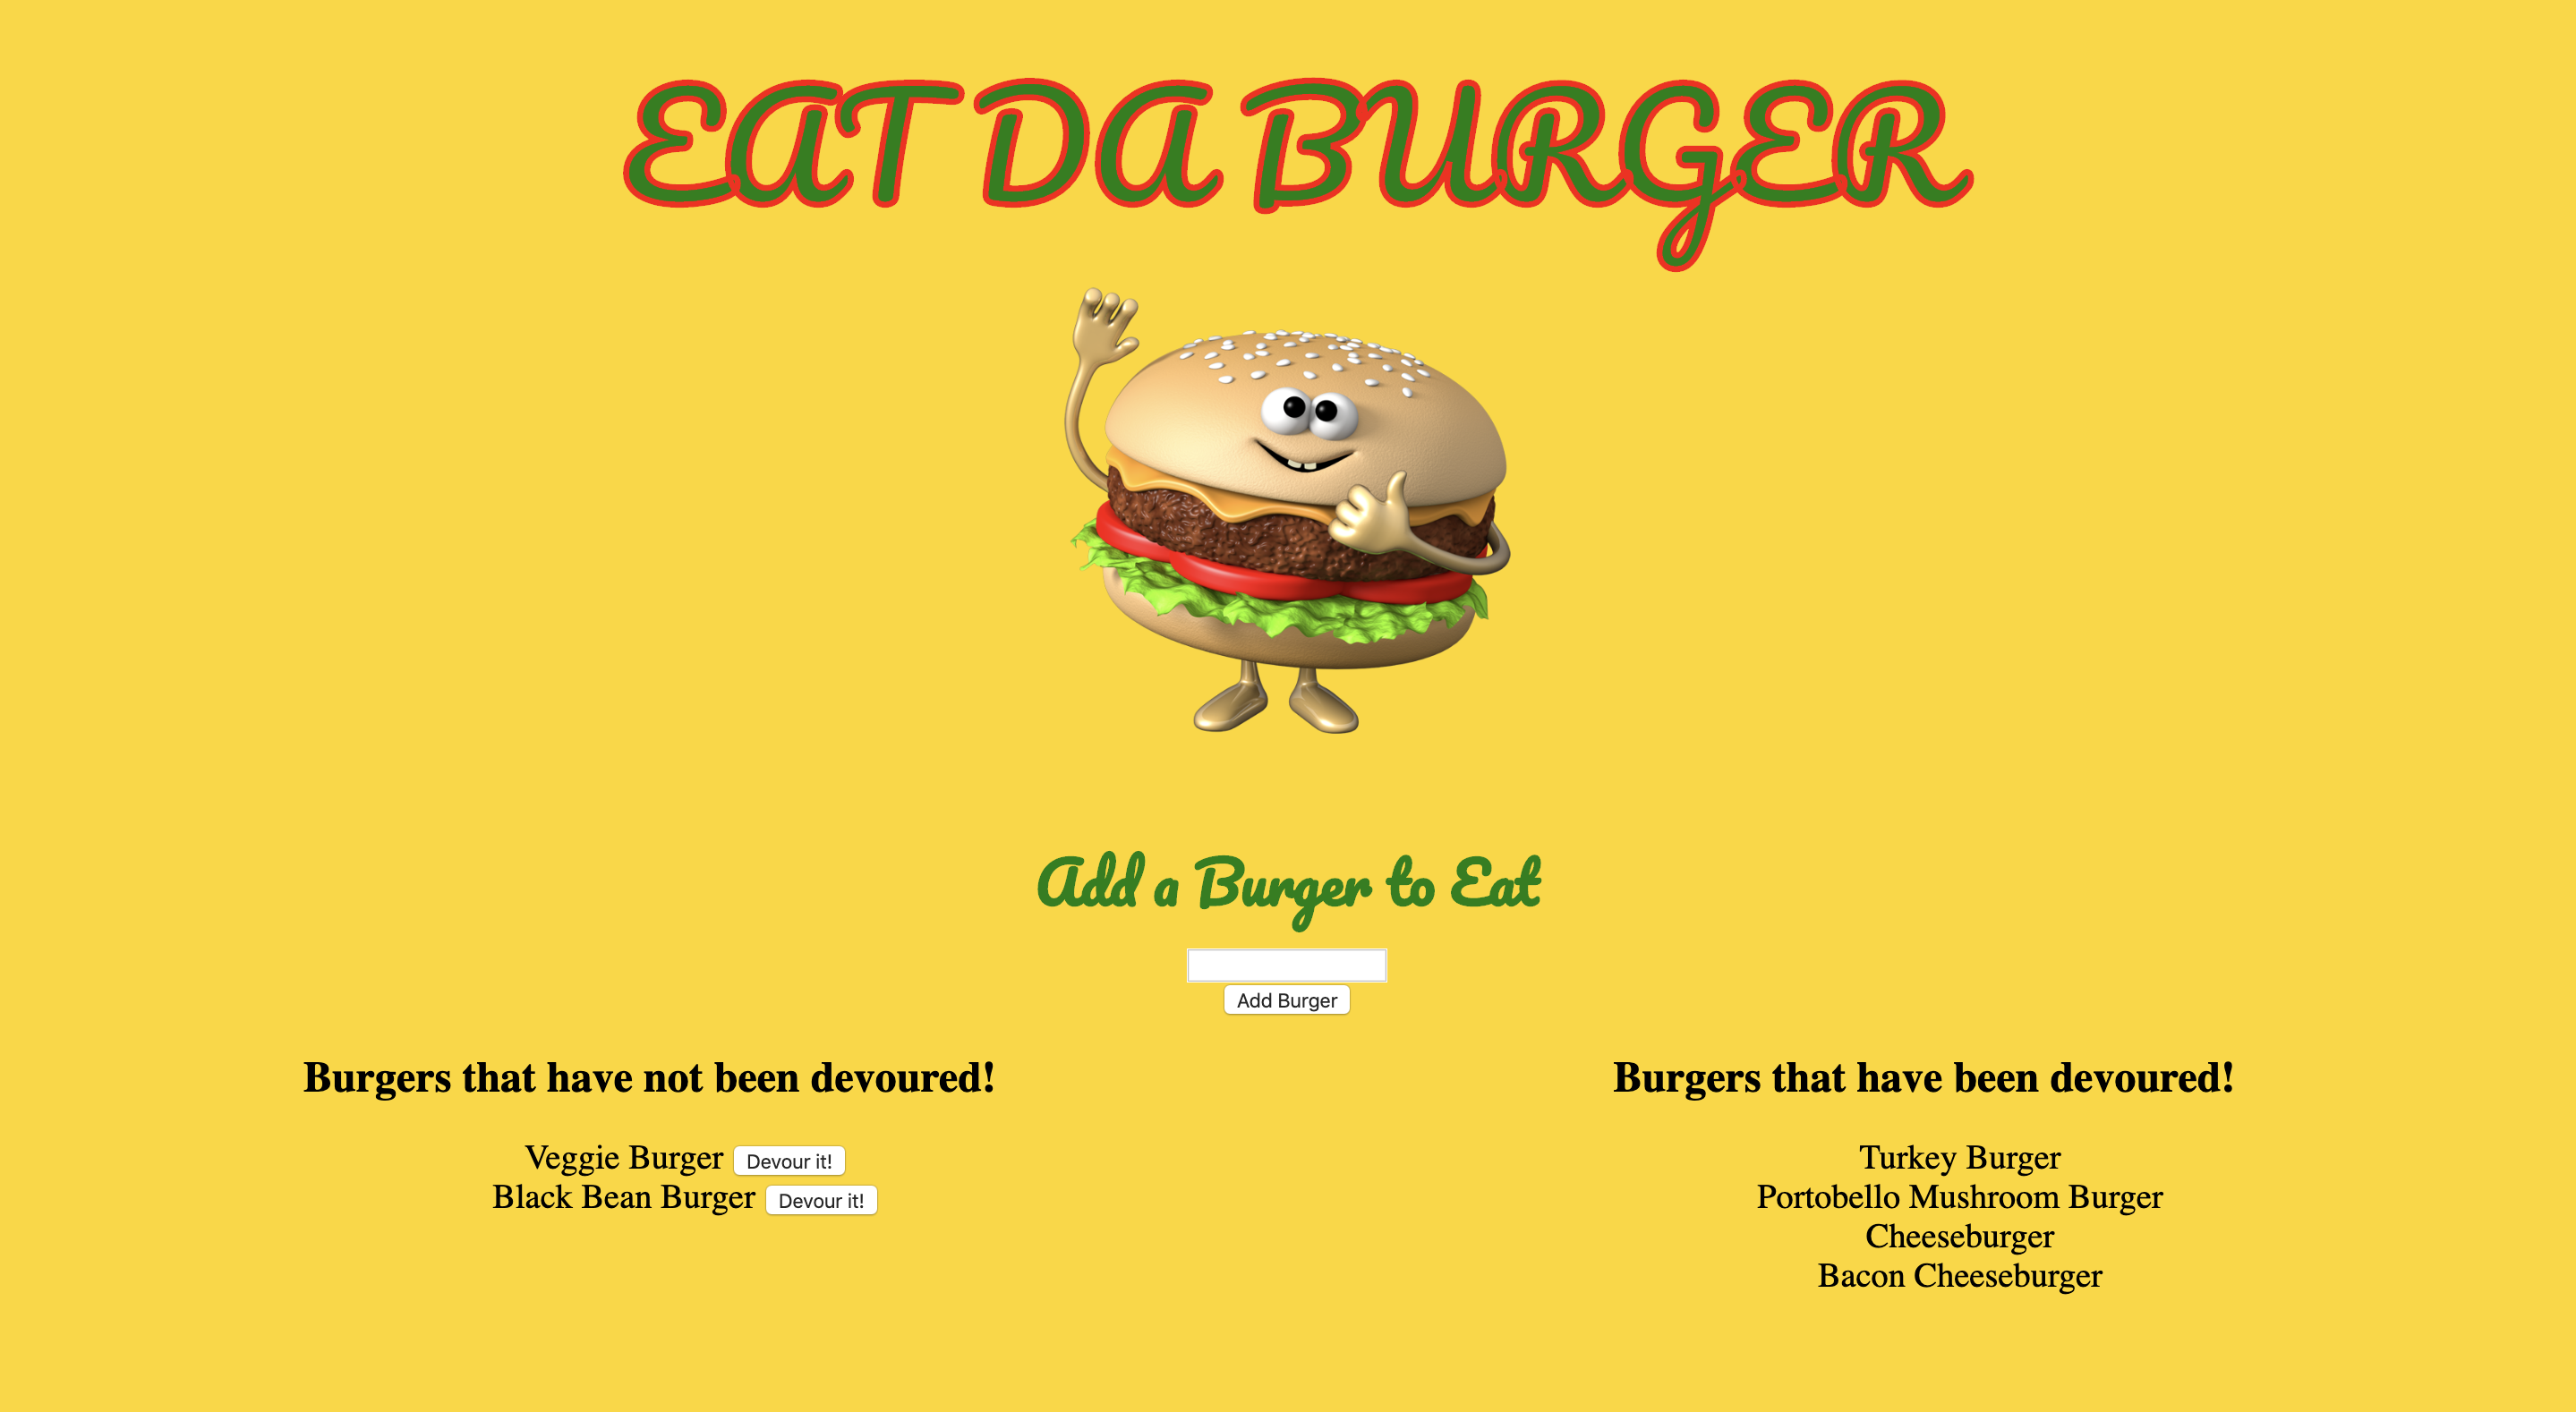 EAT DA BURGER
Add a Burger to Eat
Add Burger
Burgers that have not been devoured!
Veggie Burger Devour it!
Black Bean Burger Devour it!
Burgers that have been devoured!
Turkey Burger
Portobello Mushroom Burger
Cheeseburger
Bacon Cheeseburger